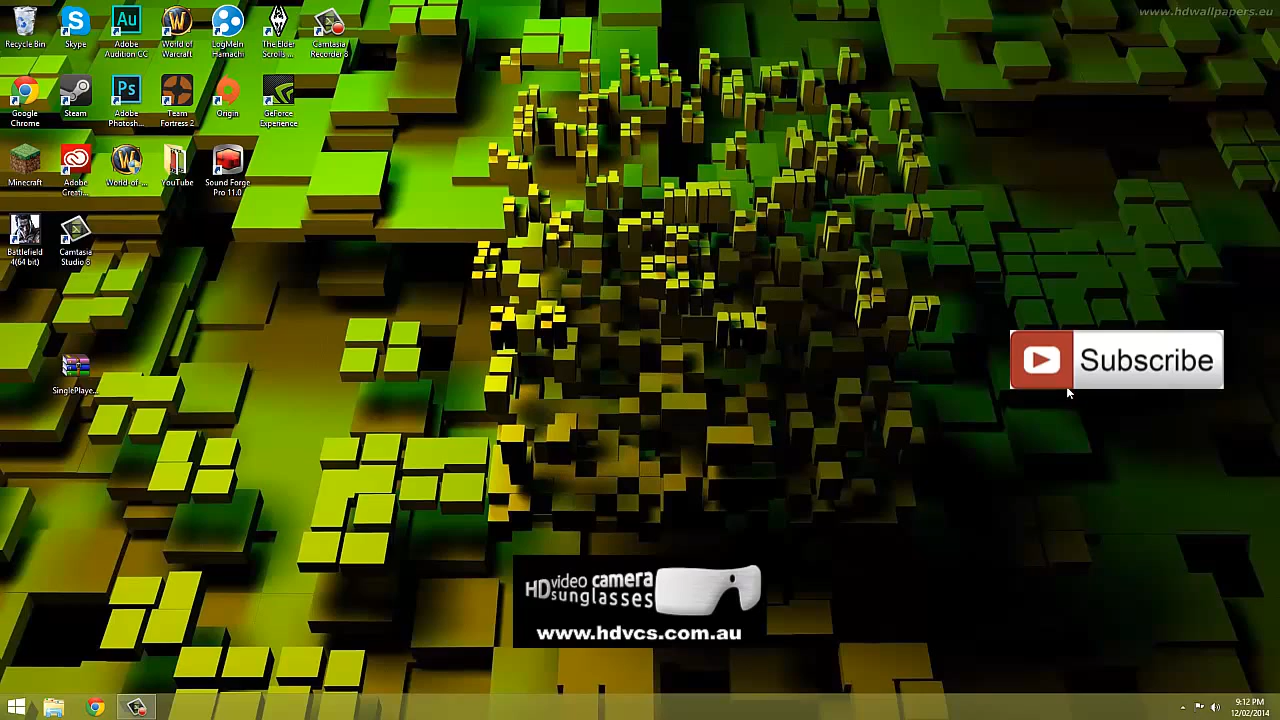 www.hdwallpapers.eu
Recycle Bin
Skype
Adobe
Audition CC
World of
Warcraft
LogMeIn
Hamachi
The Elder
Scrolls ...
Camtasia
Recorder 8
Google
Chrome
Steam
Adobe
Photosh...
Team
Fortress 2
Origin
GeForce
Experience
Minecraft
Adobe
Creati...
World of ...
YouTube
Sound Forge
Pro 11.0
Battlefield
4(64 bit)
Camtasia
Studio 8
SinglePlaye...
Subscribe
HD video camera
sunglasses
www.hdvcs.com.au
9:12 PM
12/02/2014